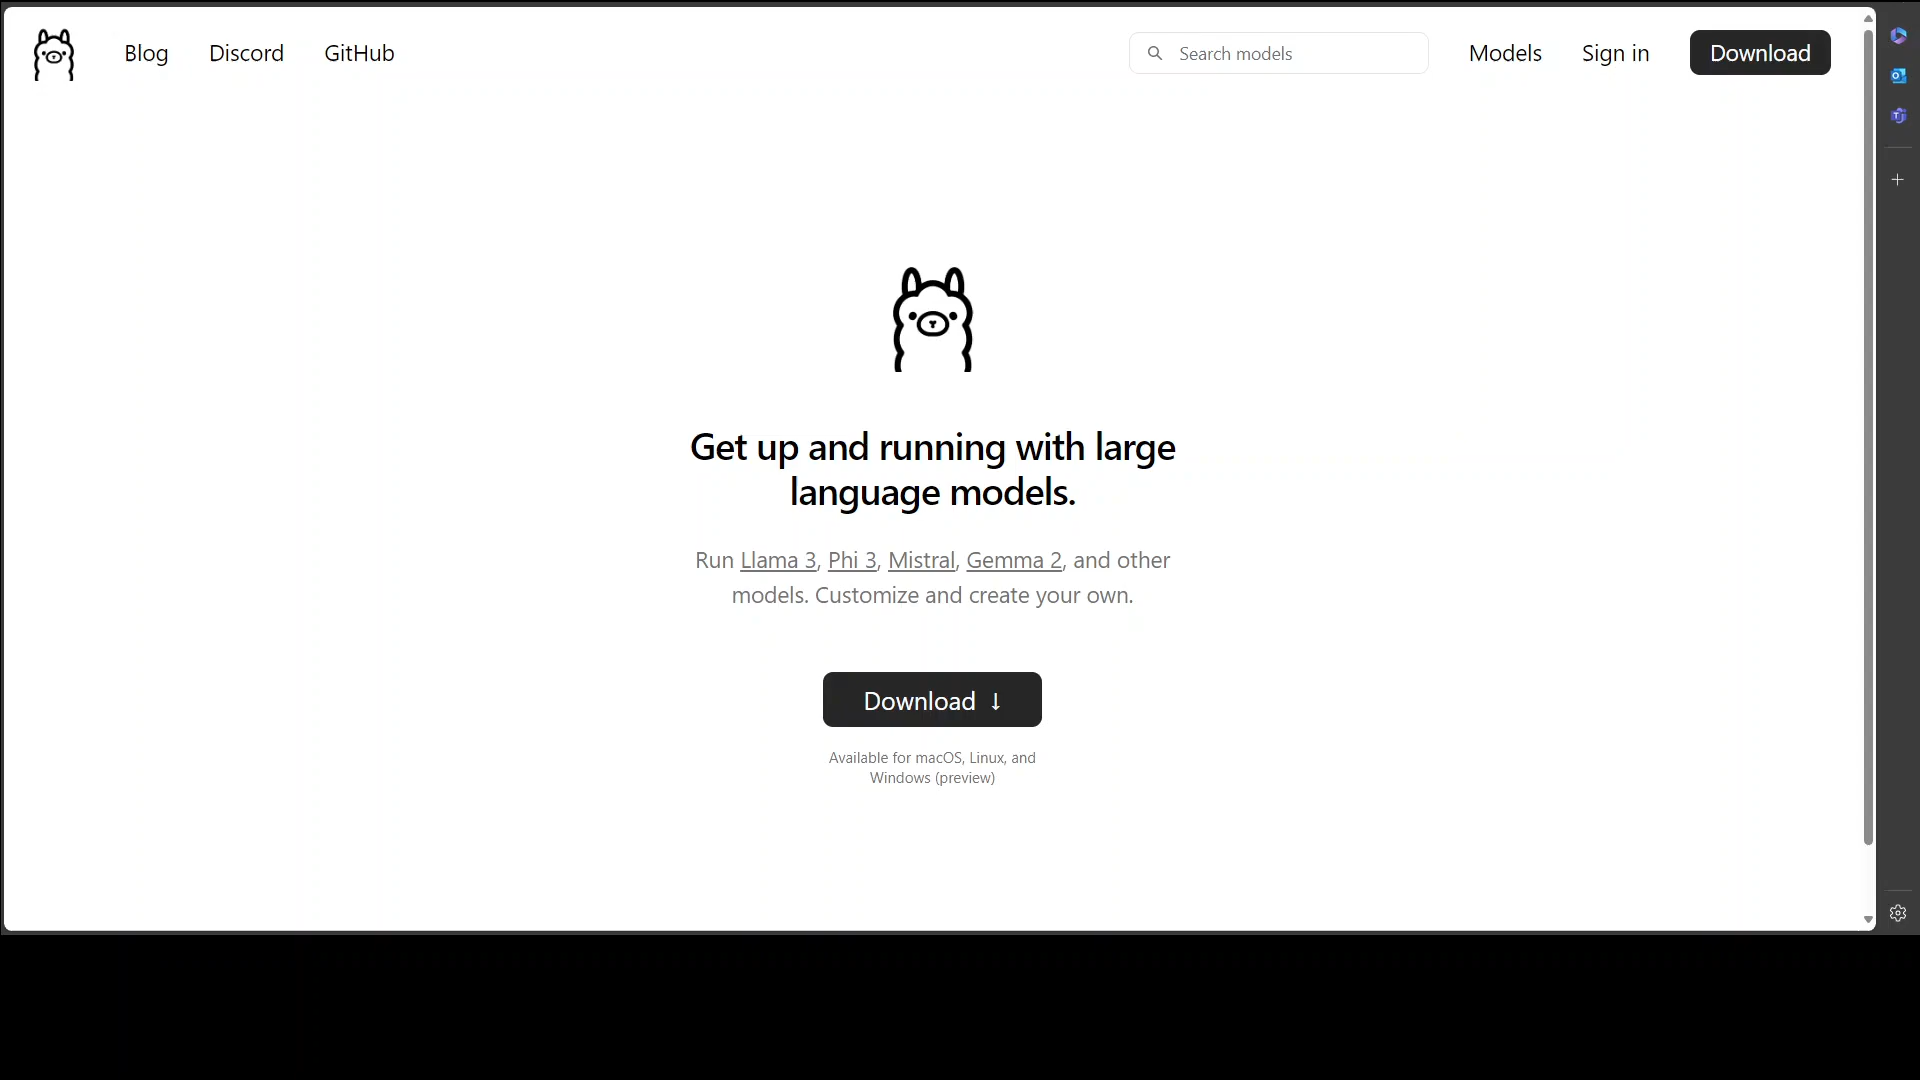 Blog Discord GitHub Search models Models Sign in Download
Get up and running with large
language models.
Run Llama 3, Phi 3, Mistral, Gemma 2, and other
models. Customize and create your own.
Download ↓
Available for macOS, Linux, and
Windows (preview)